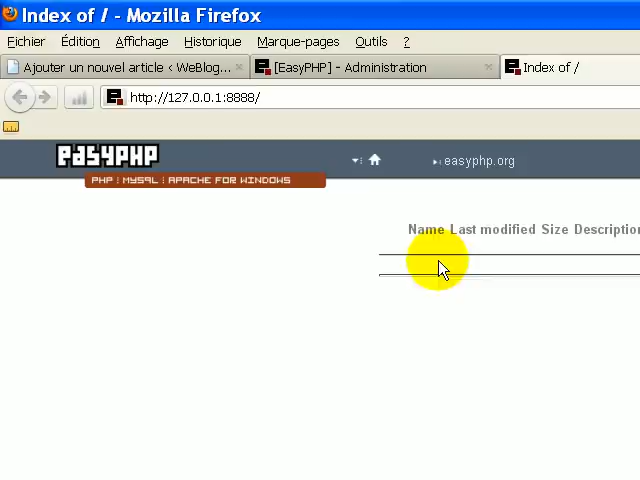 Index of / - Mozilla Firefox
Fichier Édition Affichage Historique Marque-pages Outils ?
Ajouter un nouvel article ‹ WeBlog... × [EasyPHP] - Administration × Index of /
http://127.0.0.1:8888/
EasyPHP easyphp.org
PHP | MYSQL | APACHE FOR WINDOWS
Name Last modified Size Description